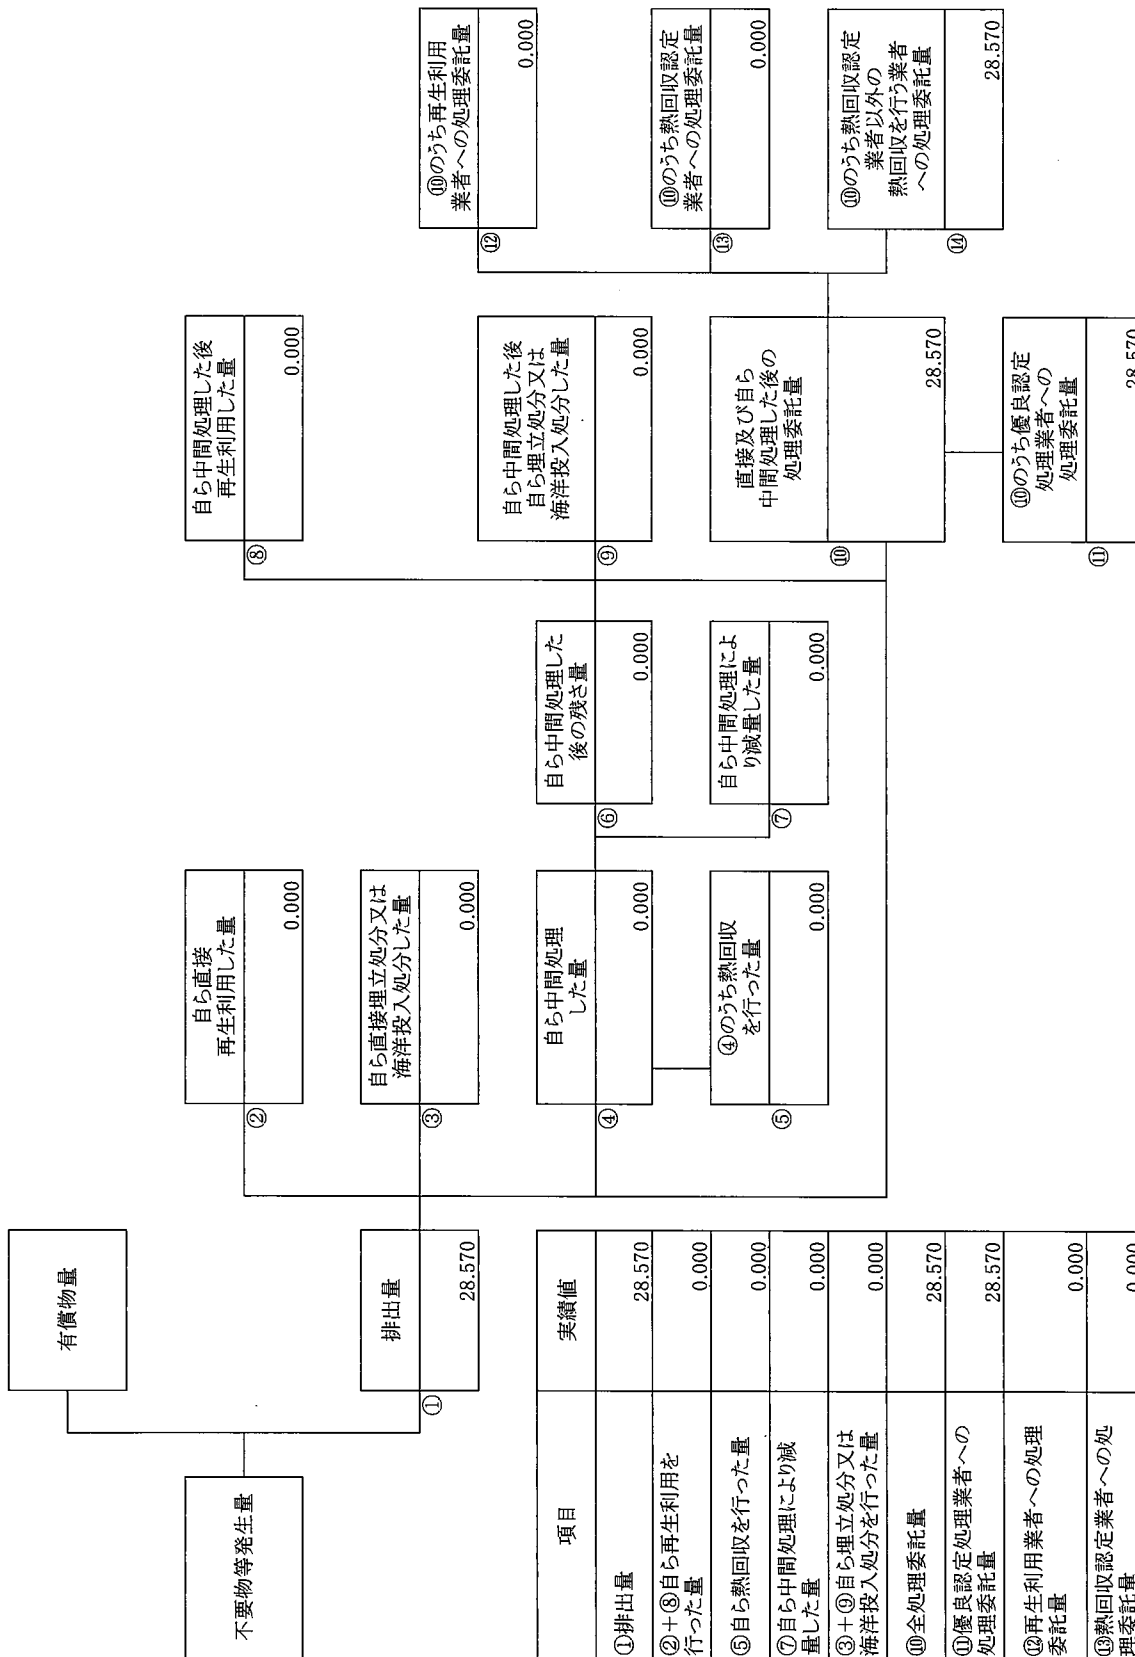 不要物等発生量
有償物量
①
排出量
28.570
②
自ら直接
再生利用した量
0.000
③
自ら直接埋立処分又は
海洋投入処分した量
0.000
④
自ら中間処理
した量
0.000
⑤
④のうち熱回収
を行った量
0.000
⑥
自ら中間処理した
後の残さ量
0.000
⑦
自ら中間処理によ
り減量した量
0.000
⑧
自ら中間処理した後
再生利用した量
0.000
⑨
自ら中間処理した後
自ら埋立処分又は
海洋投入処分した量
0.000
⑩
直接及び自ら
中間処理した後の
処理委託量
28.570
⑪
⑩のうち優良認定
処理業者への
処理委託量
28.570
⑫
⑩のうち再生利用
業者への処理委託量
0.000
⑬
⑩のうち熱回収認定
業者への処理委託量
0.000
⑭
⑩のうち熱回収認定
業者以外の
熱回収を行う業者
への処理委託量
28.570
項目
実績値
①排出量
28.570
②+⑧自ら再生利用を
行った量
0.000
⑤自ら熱回収を行った量
0.000
⑦自ら中間処理により減
量した量
0.000
③+⑨自ら埋立処分又は
海洋投入処分を行った量
0.000
⑩全処理委託量
28.570
⑪優良認定処理業者への
処理委託量
28.570
⑫再生利用業者への処理
委託量
0.000
⑬熱回収認定業者への処
理委託量
0.000